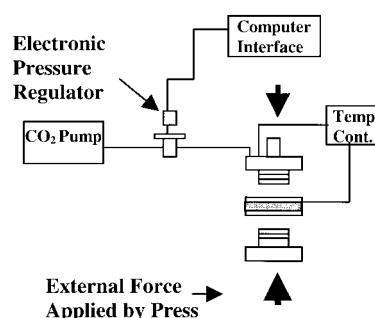 Computer
Interface
Electronic
Pressure
Regulator
Temp
Cont.
CO₂ Pump
External Force
Applied by Press